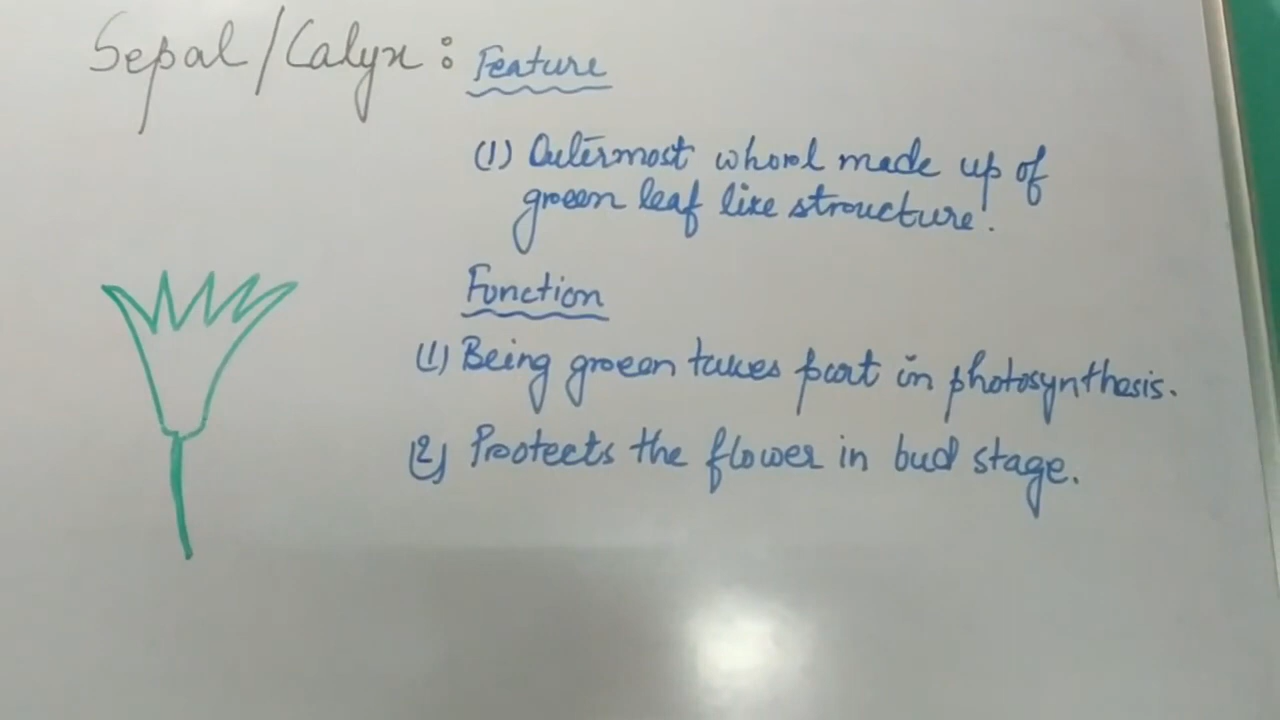 Sepal/Calyx : Feature
(1) Outermost whorl made up of
green leaf like structure.
Function
(1) Being green takes part in photosynthesis.
(2) Protects the flower in bud stage.